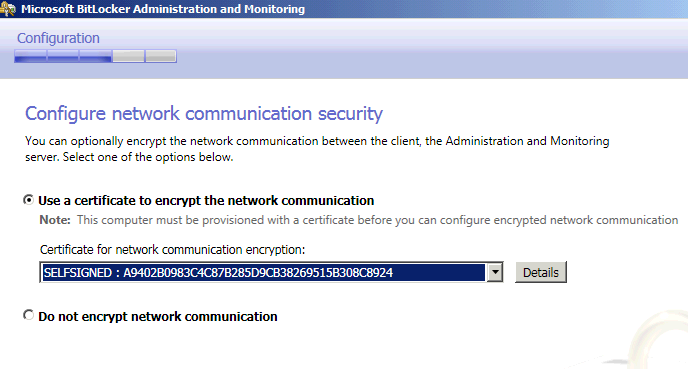 Microsoft BitLocker Administration and Monitoring
Configuration
Configure network communication security
You can optionally encrypt the network communication between the client, the Administration and Monitoring
server. Select one of the options below.
Use a certificate to encrypt the network communication
Note: This computer must be provisioned with a certificate before you can configure encrypted network communication
Certificate for network communication encryption:
SELFSIGNED : A9402B0983C4C87B285D9CB38269515B308C8924
Details
Do not encrypt network communication